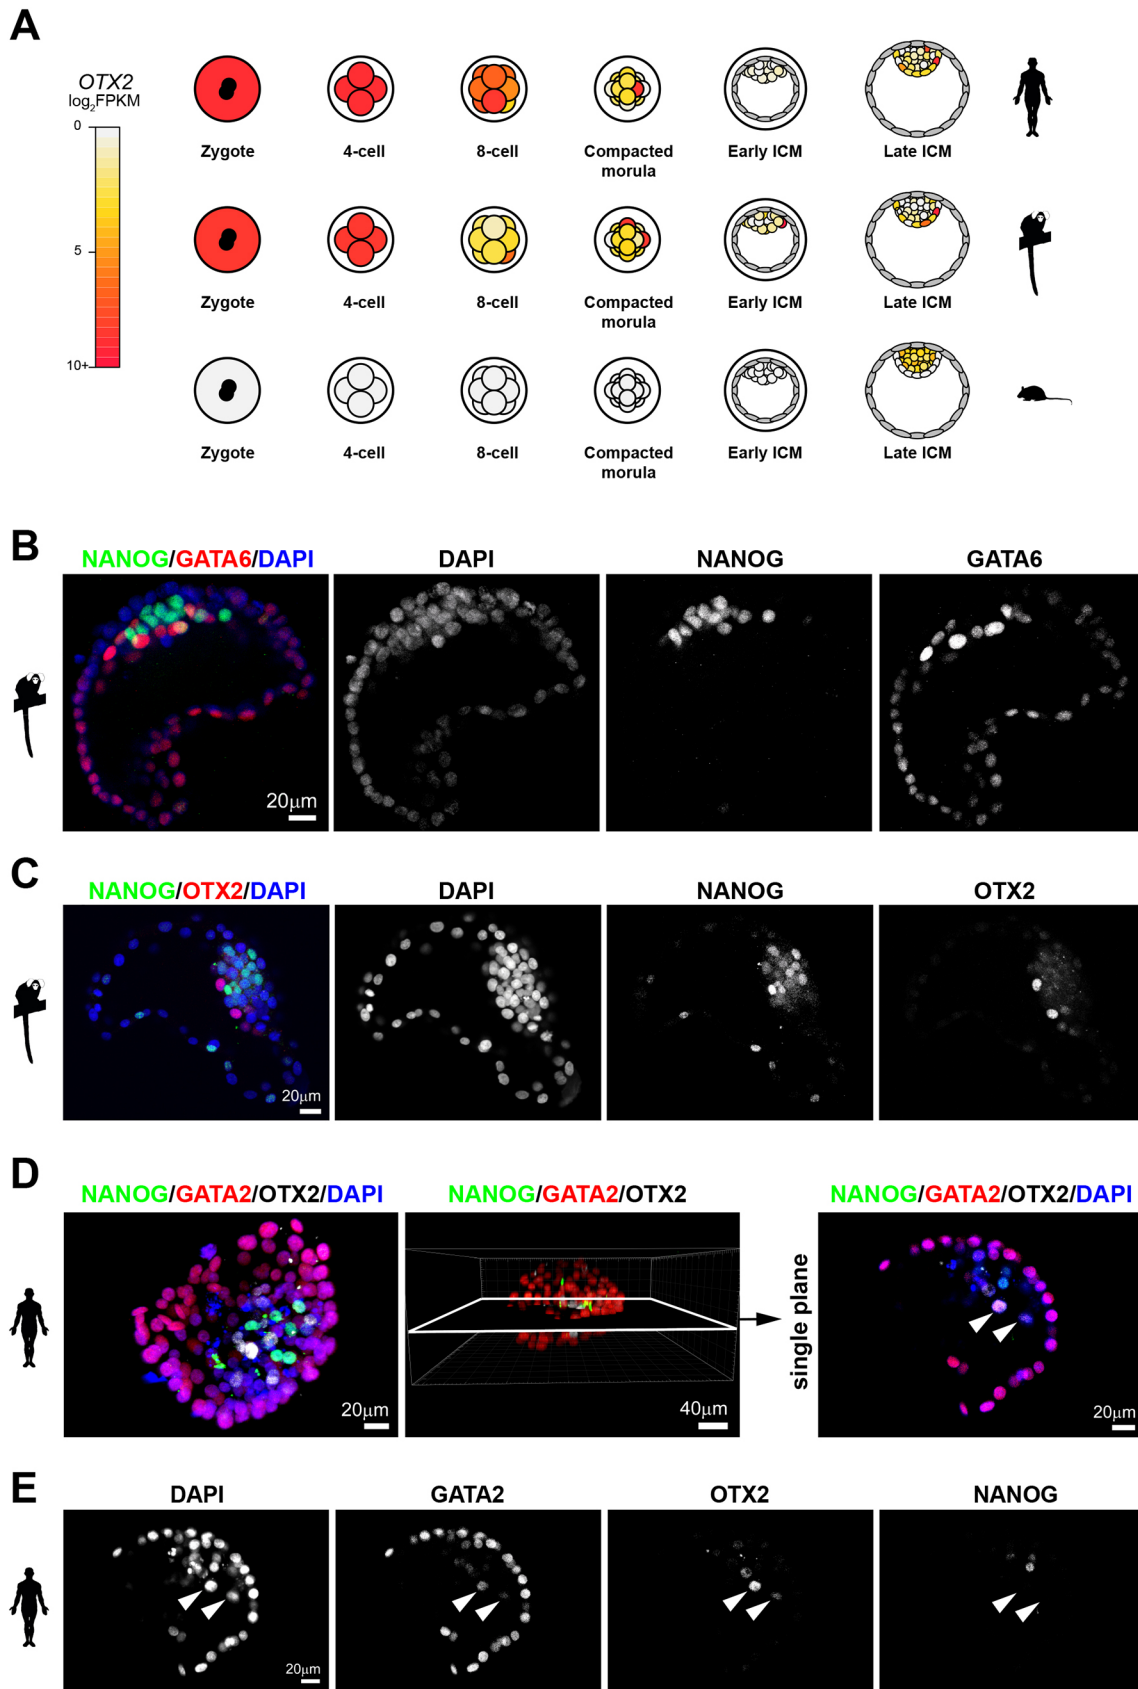 A
OTX2
log2FPKM
0
5
10+
Zygote
4-cell
8-cell
Compacted
morula
Early ICM
Late ICM
Zygote
4-cell
8-cell
Compacted
morula
Early ICM
Late ICM
Zygote
4-cell
8-cell
Compacted
morula
Early ICM
Late ICM
B
NANOG/GATA6/DAPI
DAPI
NANOG
GATA6
20μm
C
NANOG/OTX2/DAPI
DAPI
NANOG
OTX2
20μm
D
NANOG/GATA2/OTX2/DAPI
NANOG/GATA2/OTX2
NANOG/GATA2/OTX2/DAPI
single plane
20μm
40μm
20μm
E
DAPI
GATA2
OTX2
NANOG
20μm